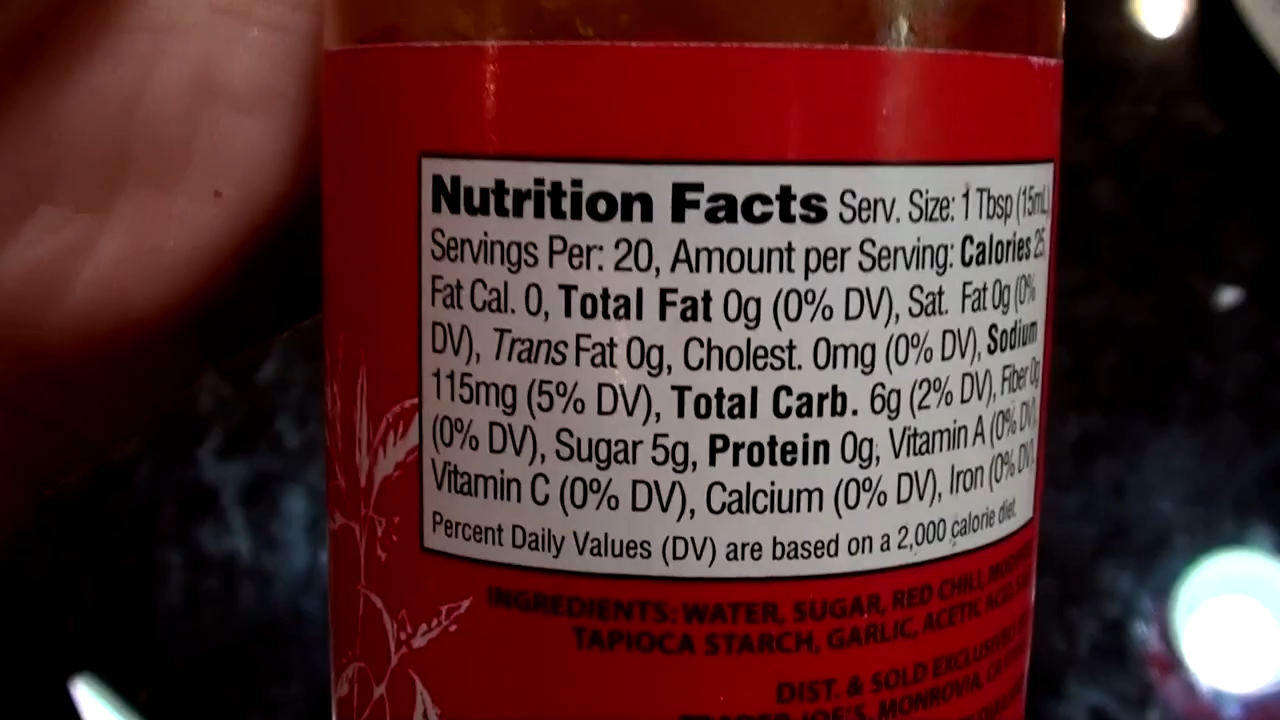 Nutrition Facts Serv. Size: 1 Tbsp (15mL)
Servings Per: 20, Amount per Serving: Calories 25,
Fat Cal. 0, Total Fat 0g (0% DV), Sat. Fat 0g (0%
DV), Trans Fat 0g, Cholest. 0mg (0% DV), Sodium
115mg (5% DV), Total Carb. 6g (2% DV), Fiber 0g
(0% DV), Sugar 5g, Protein 0g, Vitamin A (0% DV),
Vitamin C (0% DV), Calcium (0% DV), Iron (0% DV).
Percent Daily Values (DV) are based on a 2,000 calorie diet.
INGREDIENTS: WATER, SUGAR, RED CHILI,
TAPIOCA STARCH, GARLIC, ACETIC ACID,
DIST. & SOLD EXCLUSIVELY
TRADER JOE'S, MONROVIA, CA